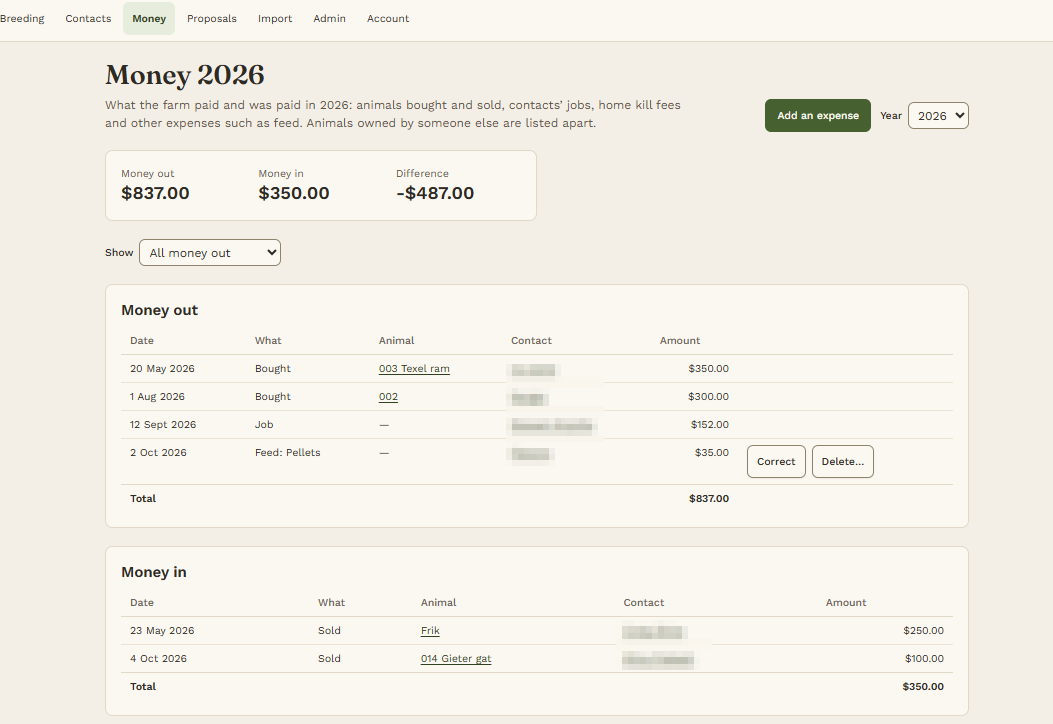 Breeding Contacts Money Proposals Import Admin Account
Money 2026
What the farm paid and was paid in 2026: animals bought and sold, contacts’ jobs, home kill fees
and other expenses such as feed. Animals owned by someone else are listed apart.
Add an expense Year 2026
Money out Money in Difference
$837.00 $350.00 -$487.00
Show All money out
Money out
Date What Animal Contact Amount
20 May 2026 Bought 003 Texel ram $350.00
1 Aug 2026 Bought 002 $300.00
12 Sept 2026 Job — $152.00
2 Oct 2026 Feed: Pellets — $35.00 Correct Delete...
Total $837.00
Money in
Date What Animal Contact Amount
23 May 2026 Sold Frik $250.00
4 Oct 2026 Sold 014 Gieter gat $100.00
Total $350.00